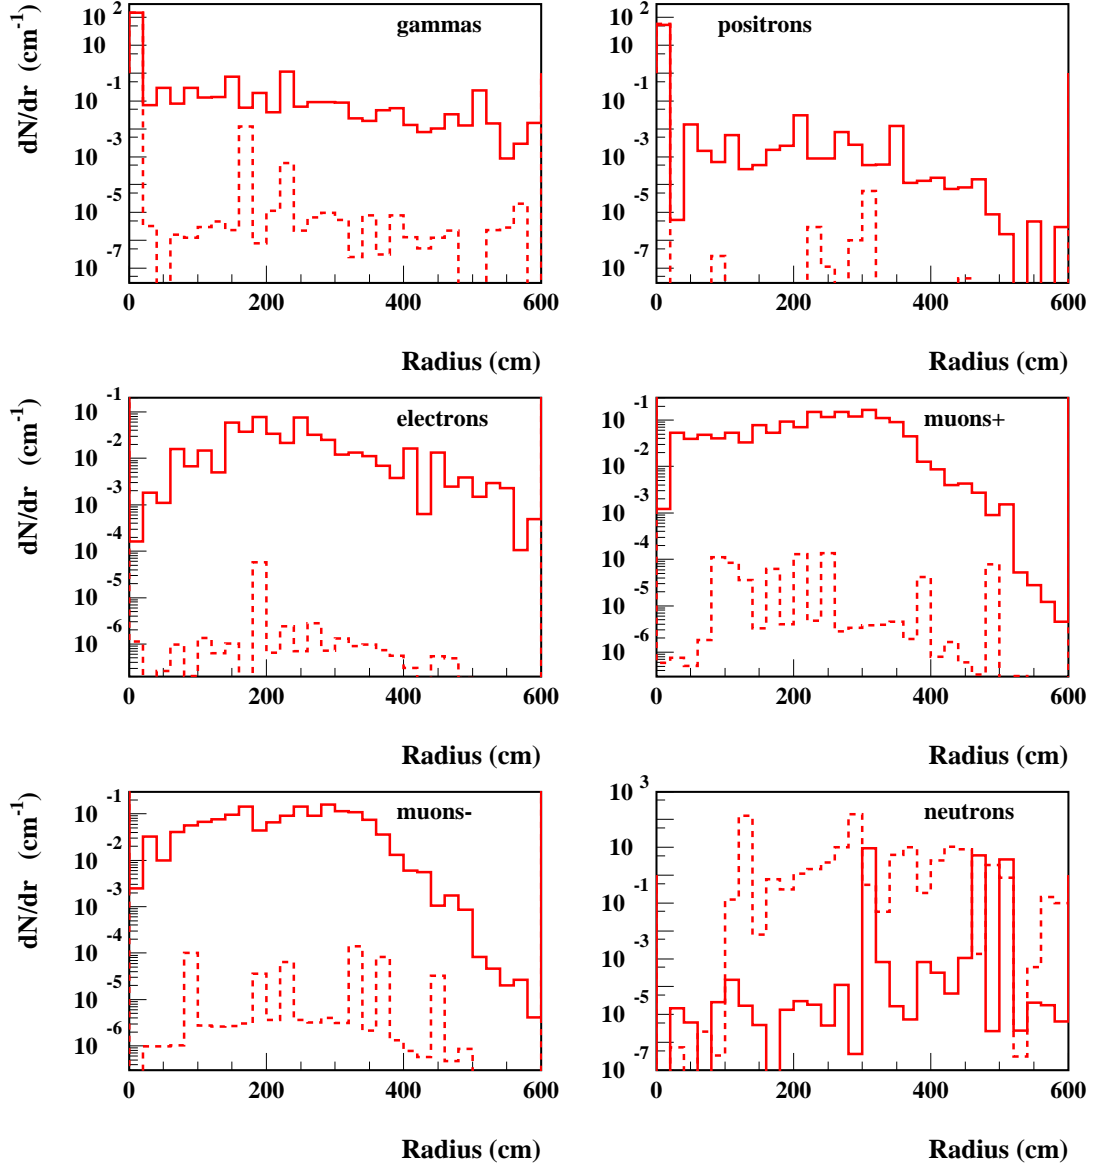 dN/dr (cm⁻¹)
10²
10
10⁻¹
10⁻³
10⁻⁵
10⁻⁷
gammas
0 200 400 600
Radius (cm)
10²
10
10⁻¹
10⁻³
10⁻⁵
10⁻⁷
positrons
0 200 400 600
Radius (cm)
dN/dr (cm⁻¹)
10⁻¹
10⁻²
10⁻³
10⁻⁴
10⁻⁵
10⁻⁶
electrons
0 200 400 600
Radius (cm)
10⁻¹
10⁻²
10⁻³
10⁻⁴
10⁻⁵
10⁻⁶
muons+
0 200 400 600
Radius (cm)
dN/dr (cm⁻¹)
10⁻¹
10⁻²
10⁻³
10⁻⁴
10⁻⁵
10⁻⁶
muons-
0 200 400 600
Radius (cm)
10³
10
10⁻¹
10⁻³
10⁻⁵
10⁻⁷
neutrons
0 200 400 600
Radius (cm)